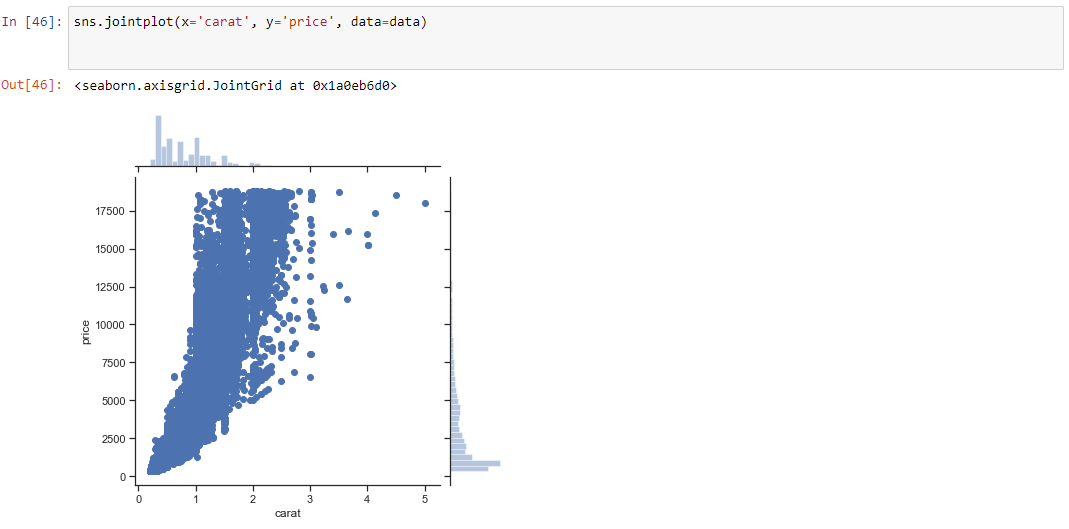 In [46]: sns.jointplot(x='carat', y='price', data=data)
Out[46]: <seaborn.axisgrid.JointGrid at 0x1a0eb6d0>
17500
15000
12500
10000
7500
5000
2500
0
price
0 1 2 3 4 5
carat